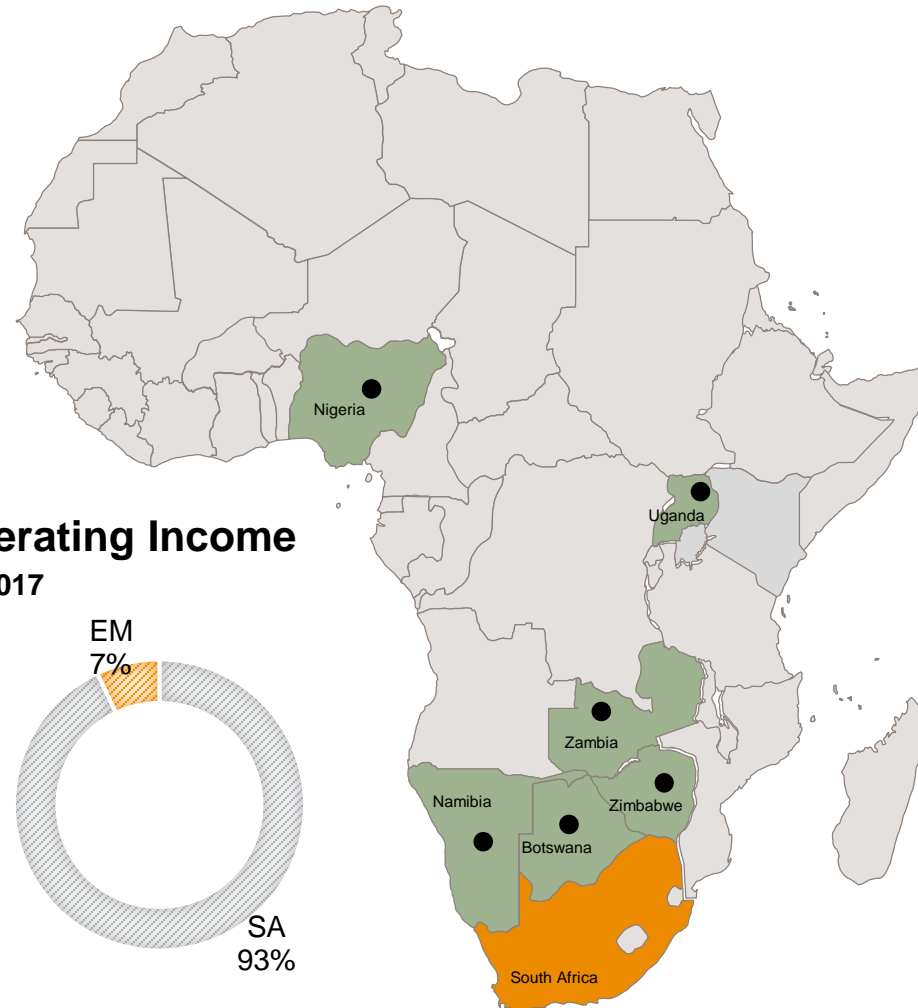 Nigeria
Uganda
erating Income
017
EM
7%
Zambia
Namibia
Zimbabwe
Botswana
SA
93%
South Africa